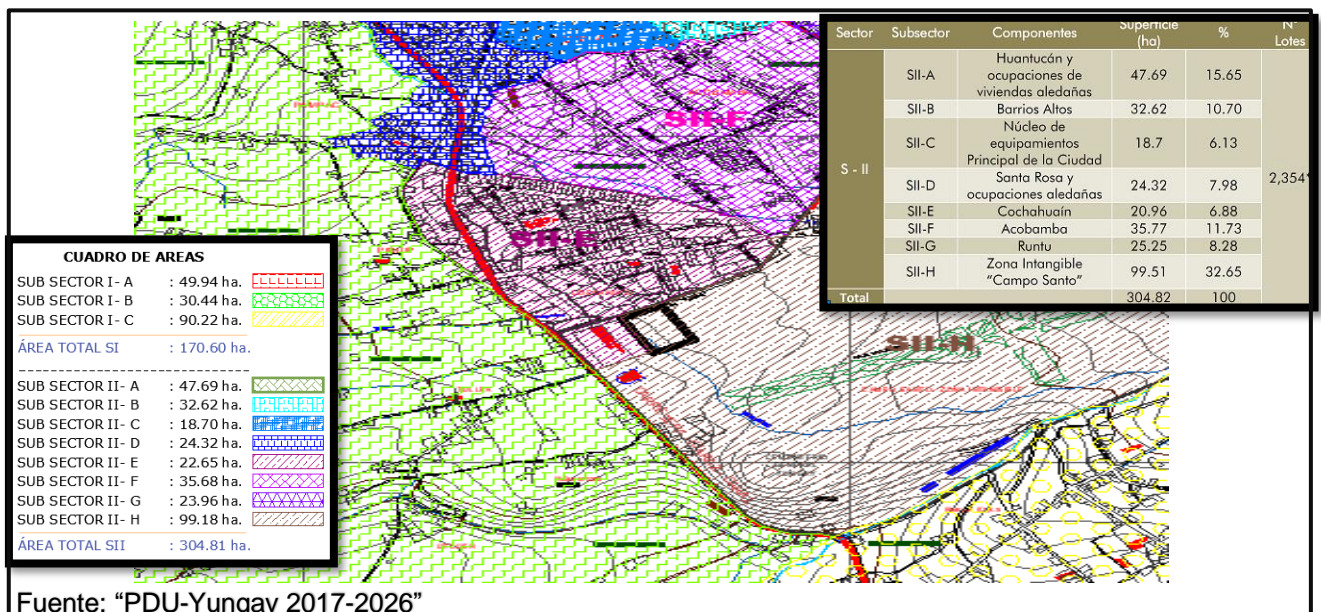 Sector Subsector Componentes Superficie (ha) % N° Lotes
S - II
SII-A Huantucán y ocupaciones de viviendas aledañas 47.69 15.65
SII-B Barrios Altos 32.62 10.70
SII-C Núcleo de equipamientos Principal de la Ciudad 18.7 6.13
SII-D Santa Rosa y ocupaciones aledañas 24.32 7.98
2,354*
SII-E Cochahuaín 20.96 6.88
SII-F Acobamba 35.77 11.73
SII-G Runtu 25.25 8.28
SII-H Zona Intangible "Campo Santo" 99.51 32.65
Total 304.82 100
SII-F
SII-E
SII-H
CUADRO DE AREAS
SUB SECTOR I- A : 49.94 ha.
SUB SECTOR I- B : 30.44 ha.
SUB SECTOR I- C : 90.22 ha.
ÁREA TOTAL SI : 170.60 ha.
SUB SECTOR II- A : 47.69 ha.
SUB SECTOR II- B : 32.62 ha.
SUB SECTOR II- C : 18.70 ha.
SUB SECTOR II- D : 24.32 ha.
SUB SECTOR II- E : 22.65 ha.
SUB SECTOR II- F : 35.68 ha.
SUB SECTOR II- G : 23.96 ha.
SUB SECTOR II- H : 99.18 ha.
ÁREA TOTAL SII : 304.81 ha.
Fuente: "PDU-Yungay 2017-2026"